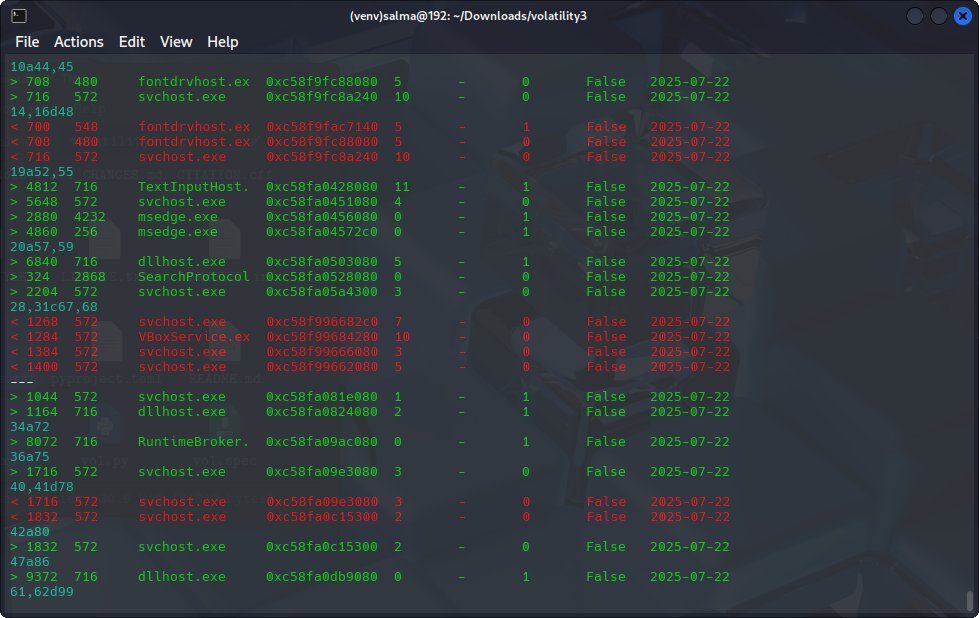 (venv)salma@192: ~/Downloads/volatility3
File Actions Edit View Help
10a44,45
> 708 480 fontdrvhost.ex 0xc58f9fc88080 5 - 0 False 2025-07-22
> 716 572 svchost.exe 0xc58f9fc8a240 10 - 0 False 2025-07-22
14,16d48
< 700 548 fontdrvhost.ex 0xc58f9fac7140 5 - 1 False 2025-07-22
< 708 480 fontdrvhost.ex 0xc58f9fc88080 5 - 0 False 2025-07-22
< 716 572 svchost.exe 0xc58f9fc8a240 10 - 0 False 2025-07-22
19a52,55
> 4812 716 TextInputHost. 0xc58fa0428080 11 - 1 False 2025-07-22
> 5648 572 svchost.exe 0xc58fa0451080 4 - 0 False 2025-07-22
> 2880 4232 msedge.exe 0xc58fa0456080 0 - 1 False 2025-07-22
> 4860 256 msedge.exe 0xc58fa04572c0 0 - 1 False 2025-07-22
20a57,59
> 6840 716 dllhost.exe 0xc58fa0503080 5 - 1 False 2025-07-22
> 324 2868 SearchProtocol 0xc58fa0528080 0 - 0 False 2025-07-22
> 2204 572 svchost.exe 0xc58fa05a4300 3 - 0 False 2025-07-22
28,31c67,68
< 1268 572 svchost.exe 0xc58f996682c0 7 - 0 False 2025-07-22
< 1284 572 VBoxService.ex 0xc58f99684280 10 - 0 False 2025-07-22
< 1384 572 svchost.exe 0xc58f99666080 3 - 0 False 2025-07-22
< 1400 572 svchost.exe 0xc58f99662080 5 - 0 False 2025-07-22
---
> 1044 572 svchost.exe 0xc58fa081e080 1 - 1 False 2025-07-22
> 1164 716 dllhost.exe 0xc58fa0824080 2 - 1 False 2025-07-22
34a72
> 8072 716 RuntimeBroker. 0xc58fa09ac080 0 - 1 False 2025-07-22
36a75
> 1716 572 svchost.exe 0xc58fa09e3080 3 - 0 False 2025-07-22
40,41d78
< 1716 572 svchost.exe 0xc58fa09e3080 3 - 0 False 2025-07-22
< 1832 572 svchost.exe 0xc58fa0c15300 2 - 0 False 2025-07-22
42a80
> 1832 572 svchost.exe 0xc58fa0c15300 2 - 0 False 2025-07-22
47a86
> 9372 716 dllhost.exe 0xc58fa0db9080 0 - 1 False 2025-07-22
61,62d99